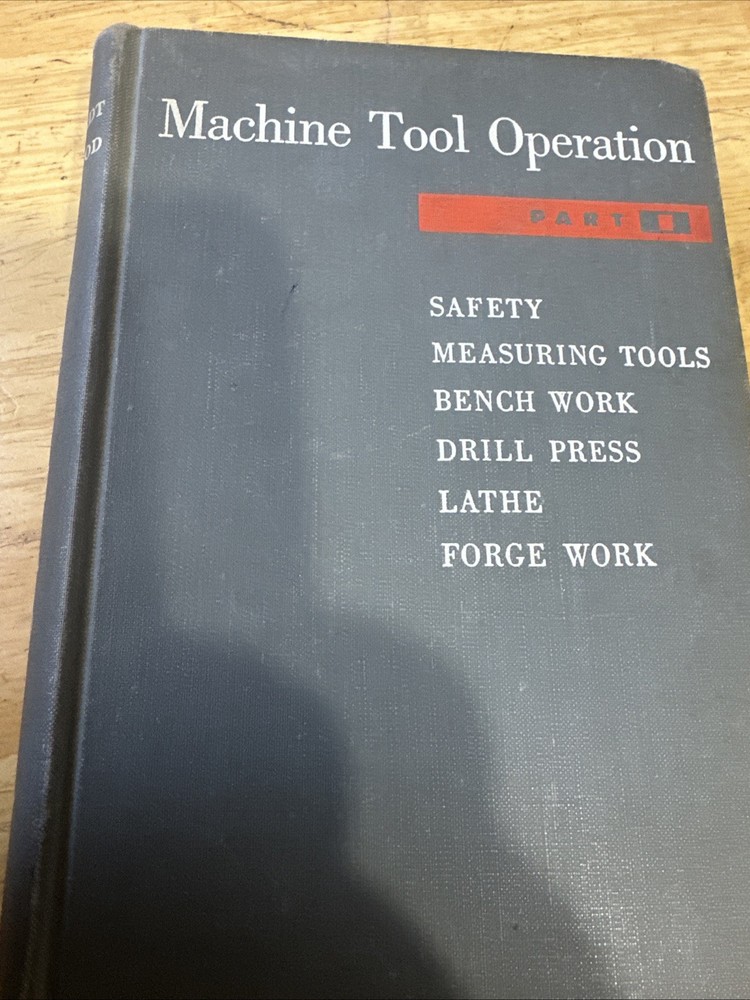 Machine Tool Operation
PART I
SAFETY
MEASURING TOOLS
BENCH WORK
DRILL PRESS
LATHE
FORGE WORK